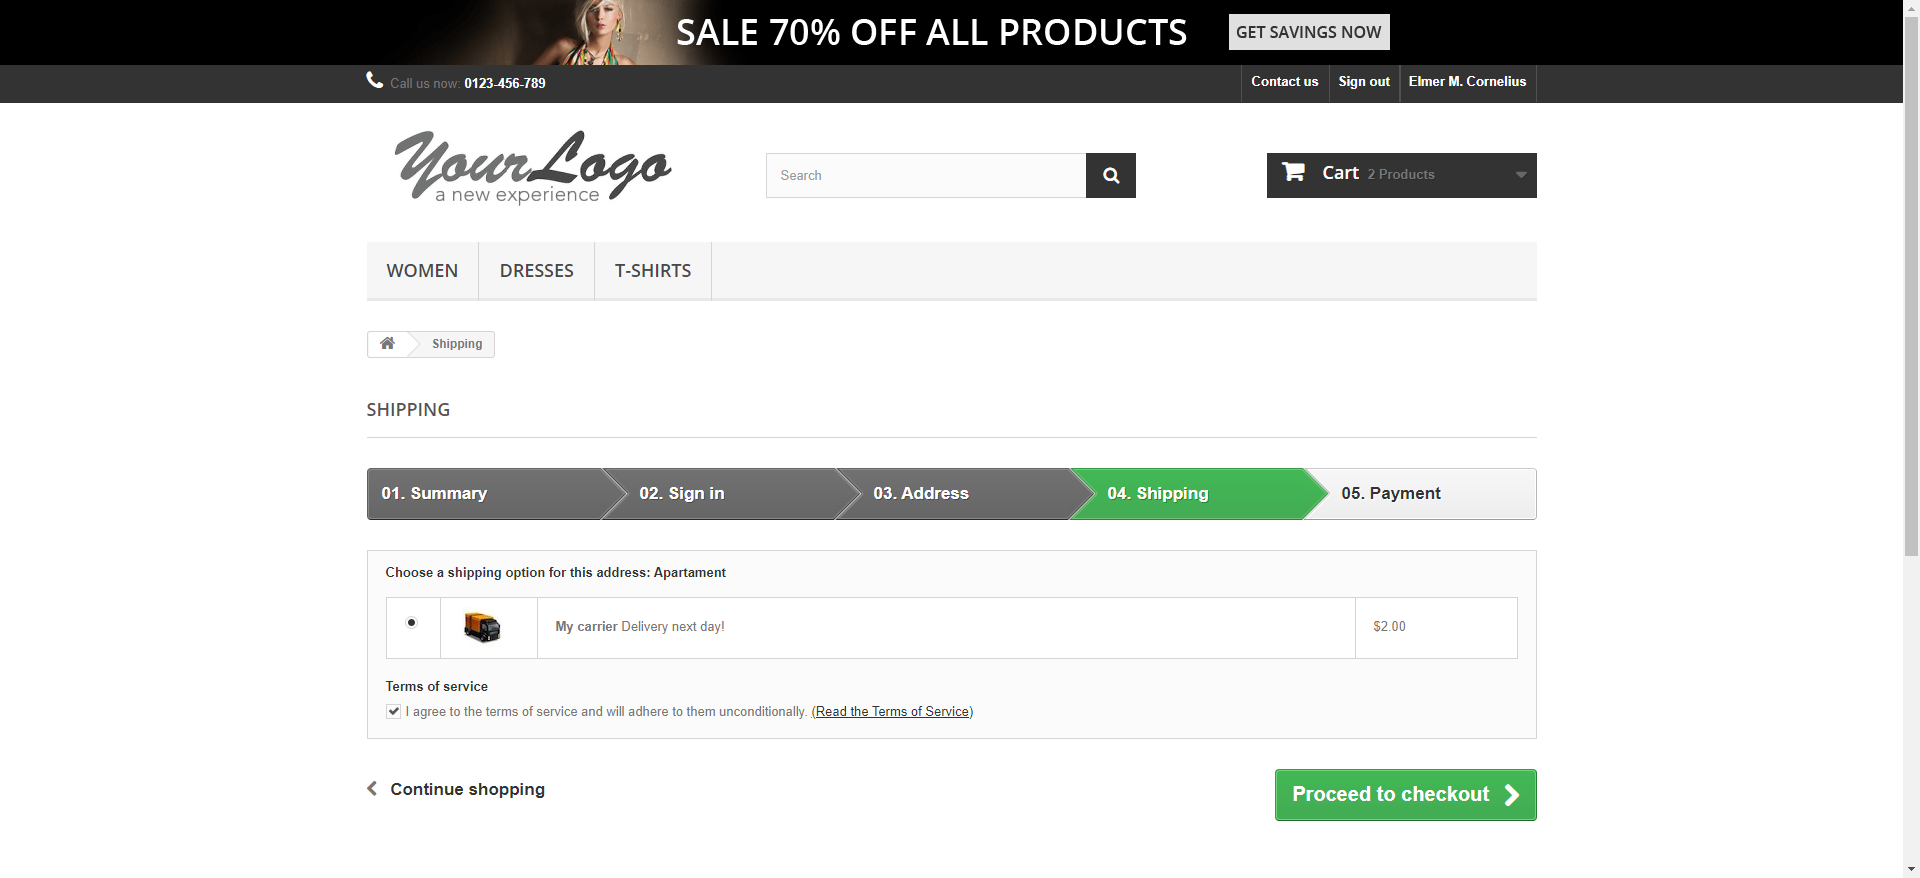 SALE 70% OFF ALL PRODUCTS GET SAVINGS NOW
Call us now: 0123-456-789 Contact us Sign out Elmer M. Cornelius
YourLogo
a new experience
Search
Cart 2 Products
WOMEN DRESSES T-SHIRTS
Shipping
SHIPPING
01. Summary 02. Sign in 03. Address 04. Shipping 05. Payment
Choose a shipping option for this address: Apartament
My carrier Delivery next day! $2.00
Terms of service
I agree to the terms of service and will adhere to them unconditionally. (Read the Terms of Service)
Continue shopping Proceed to checkout